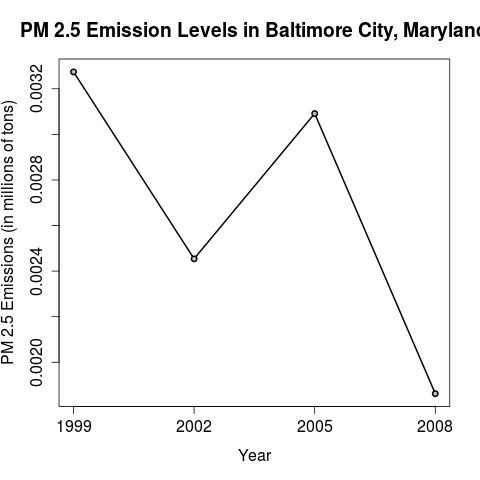 PM 2.5 Emission Levels in Baltimore City, Marylanc
PM 2.5 Emissions (in millions of tons)
0.0032
0.0028
0.0024
0.0020
1999 2002 2005 2008
Year